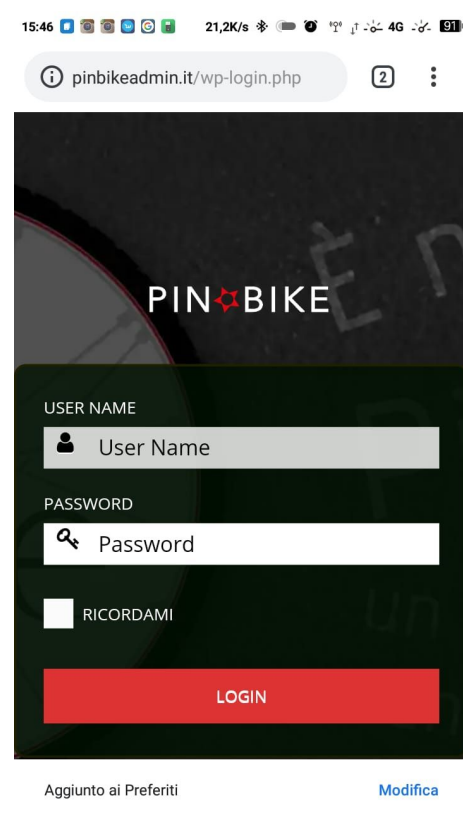 15:46 21,2K/s 4G 91
pinbikeadmin.it/wp-login.php 2
È n
PIN BIKE
USER NAME
User Name
PASSWORD
Password
RICORDAMI
un
LOGIN
Aggiunto ai Preferiti Modifica